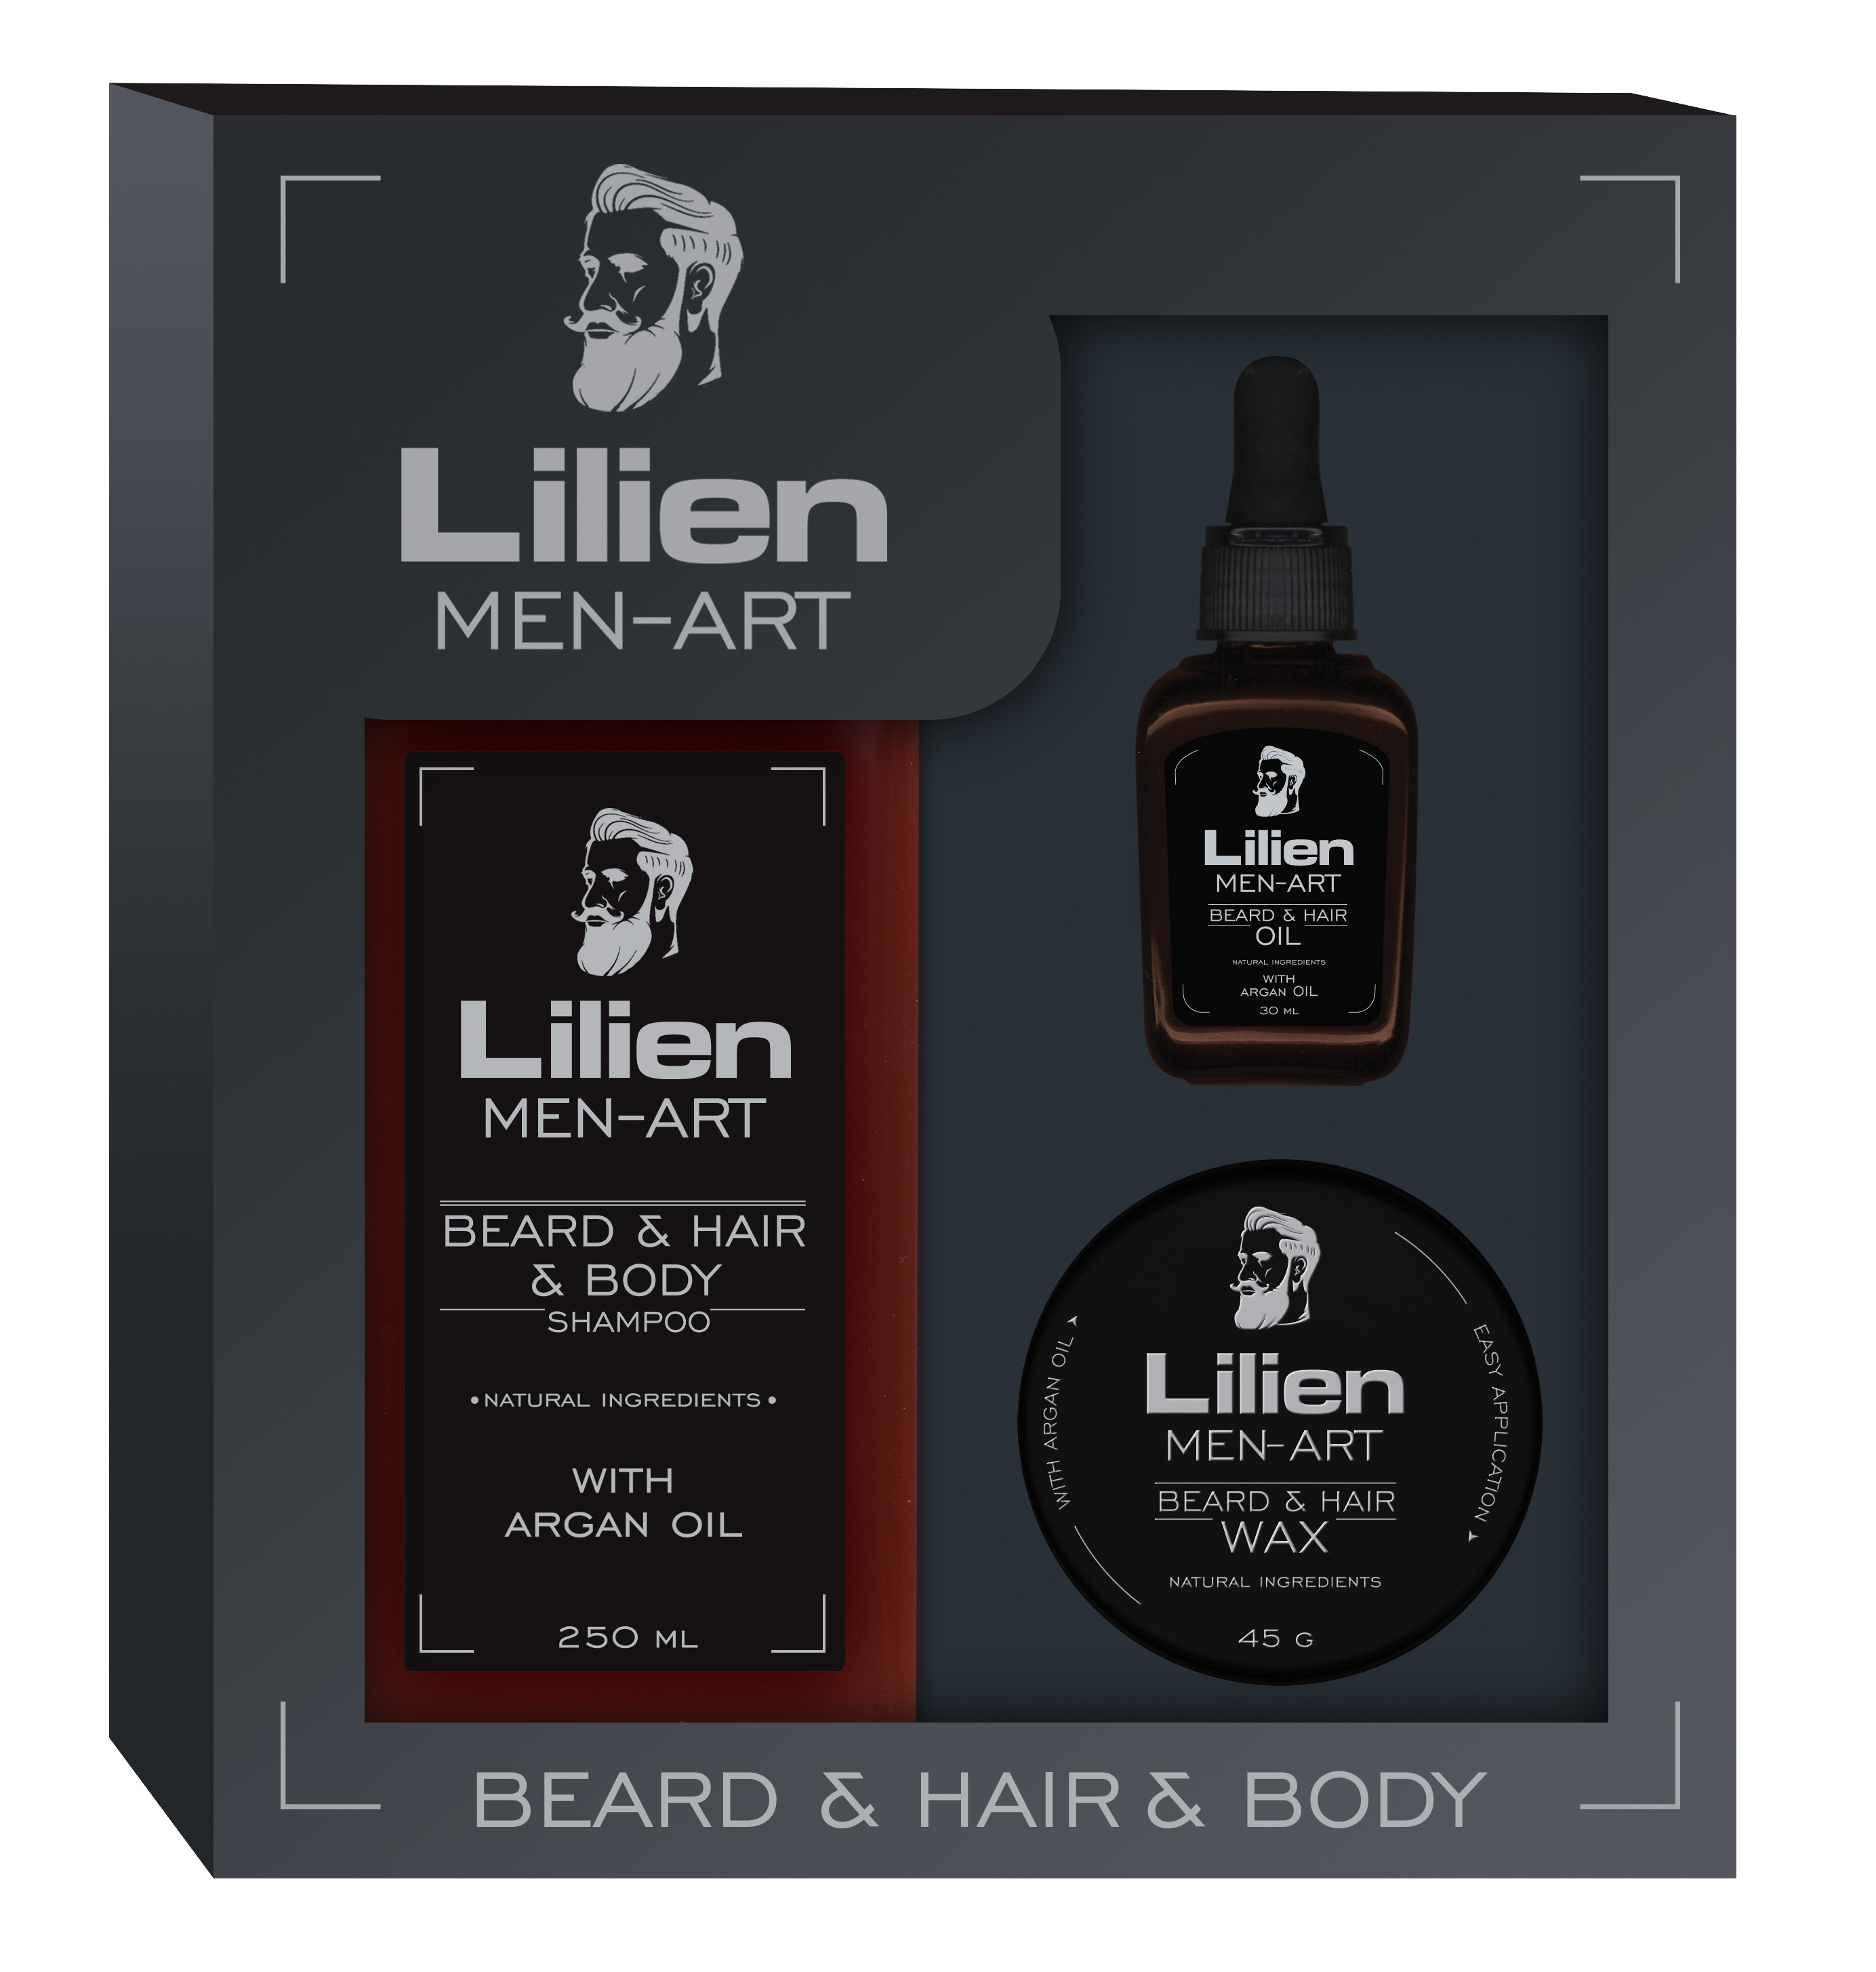 Lilien
MEN-ART
Lilien
MEN-ART
BEARD & HAIR
& BODY
SHAMPOO
•NATURAL INGREDIENTS•
WITH
ARGAN OIL
250 ML
Lilien
MEN-ART
BEARD & HAIR
OIL
NATURAL INGREDIENTS
WITH
ARGAN OIL
30 ML
Lilien
MEN-ART
BEARD & HAIR
WAX
NATURAL INGREDIENTS
45 G
WITH ARGAN OIL
EASY APPLICATION
BEARD & HAIR & BODY